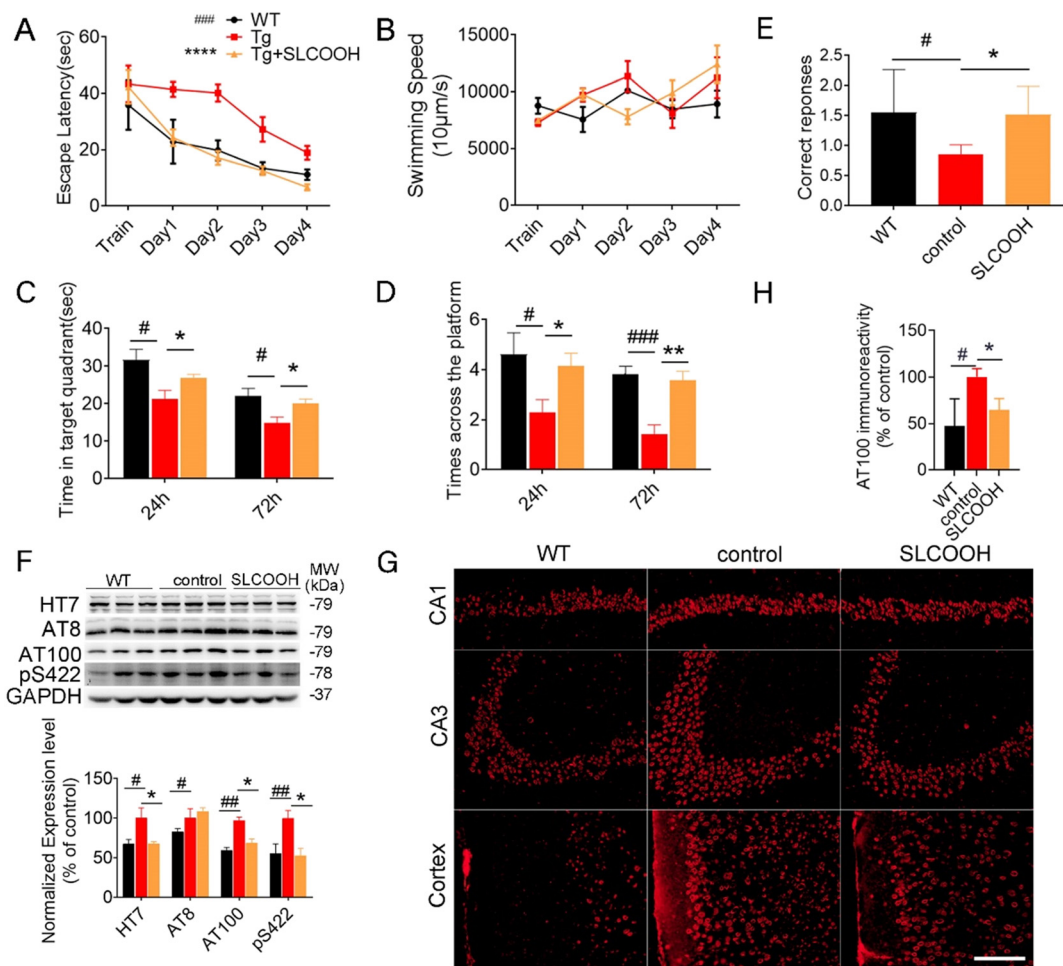 A
Escape Latency(sec)
60
40
20
0
Train
Day1
Day2
Day3
Day4
### WT
Tg
**** Tg+SLCOOH
B
Swimming Speed
(10μm/s)
15000
10000
5000
0
Train
Day1
Day2
Day3
Day4
E
Correct reponses
2.5
2.0
1.5
1.0
0.5
0.0
# *
WT
control
SLCOOH
C
Time in target quadrant(sec)
40
30
20
10
0
# *
# *
24h
72h
D
Times across the platform
6
4
2
0
# *
### **
24h
72h
H
AT100 immunoreactivity
(% of control)
150
100
50
0
# *
WT
control
SLCOOH
F
WT control SLCOOH MW
(kDa)
HT7 -79
AT8 -79
AT100 -79
pS422 -78
GAPDH -37
Normalized Expression level
(% of control)
150
100
50
0
# *
#
## *
## *
HT7
AT8
AT100
pS422
G
WT control SLCOOH
CA1
CA3
Cortex